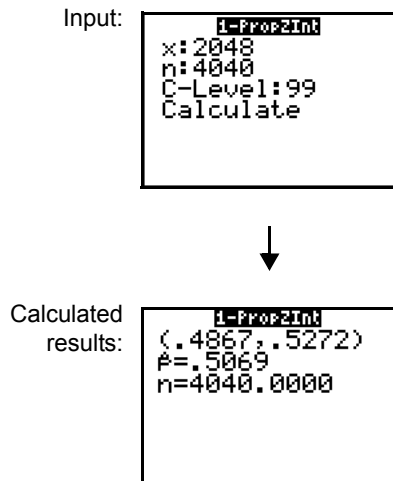 Input:
1-PropZInt
x:2048
n:4040
C-Level:99
Calculate
Calculated results:
1-PropZInt
(.4867,.5272)
p̂=.5069
n=4040.0000